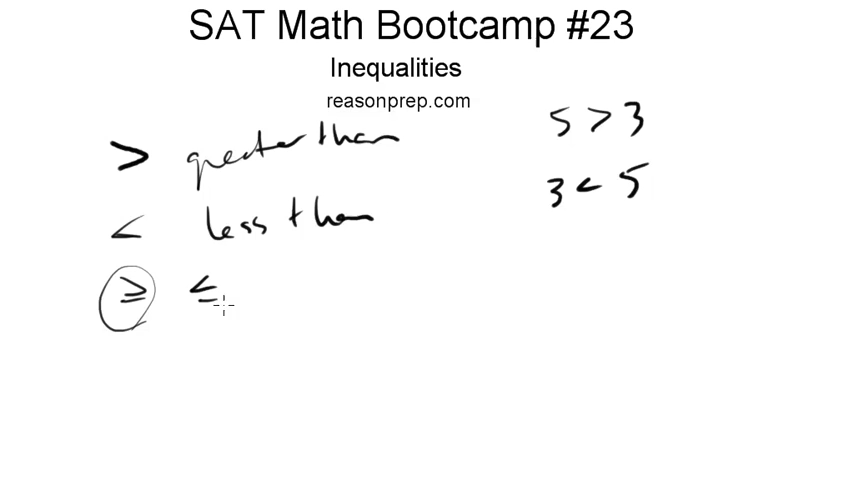 SAT Math Bootcamp #23
Inequalities
reasonprep.com
> greater than
5 > 3
< less than
3 < 5
≥ ≤